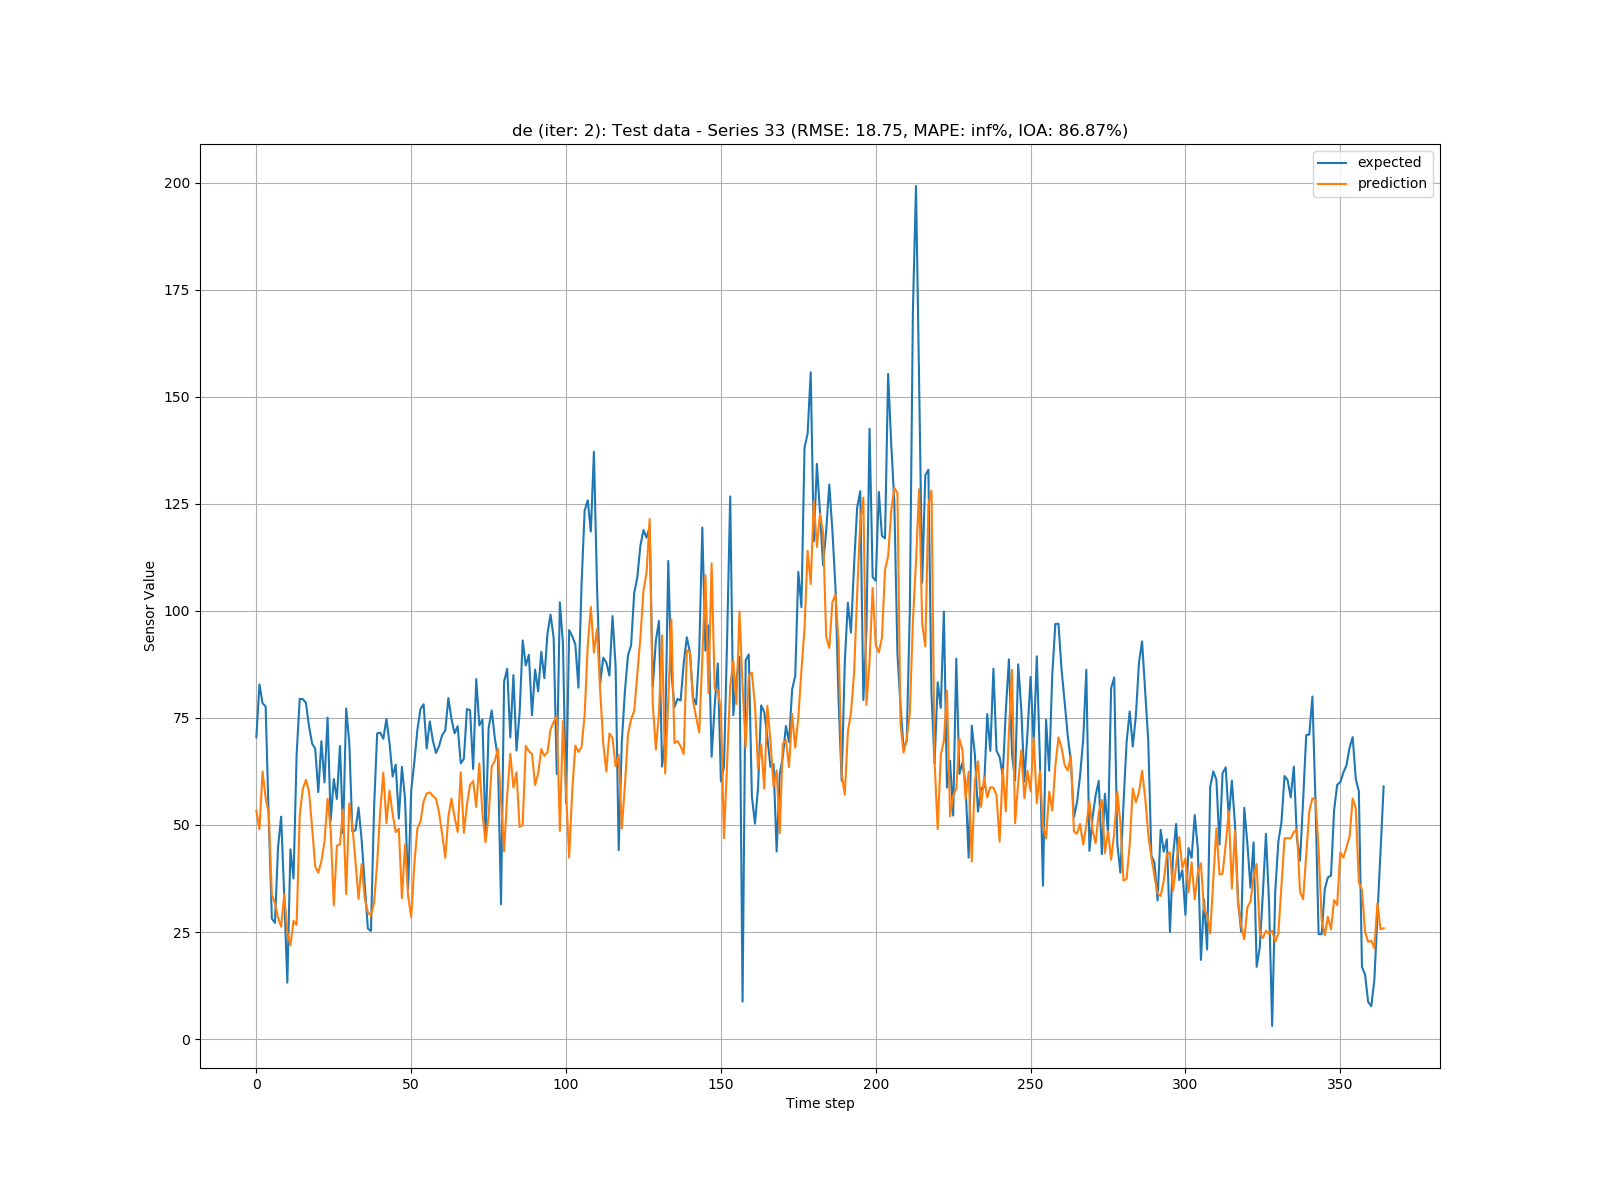 de (iter: 2): Test data - Series 33 (RMSE: 18.75, MAPE: inf%, IOA: 86.87%)
expected
prediction
200
175
150
125
100
75
50
25
0
Sensor Value
0 50 100 150 200 250 300 350
Time step